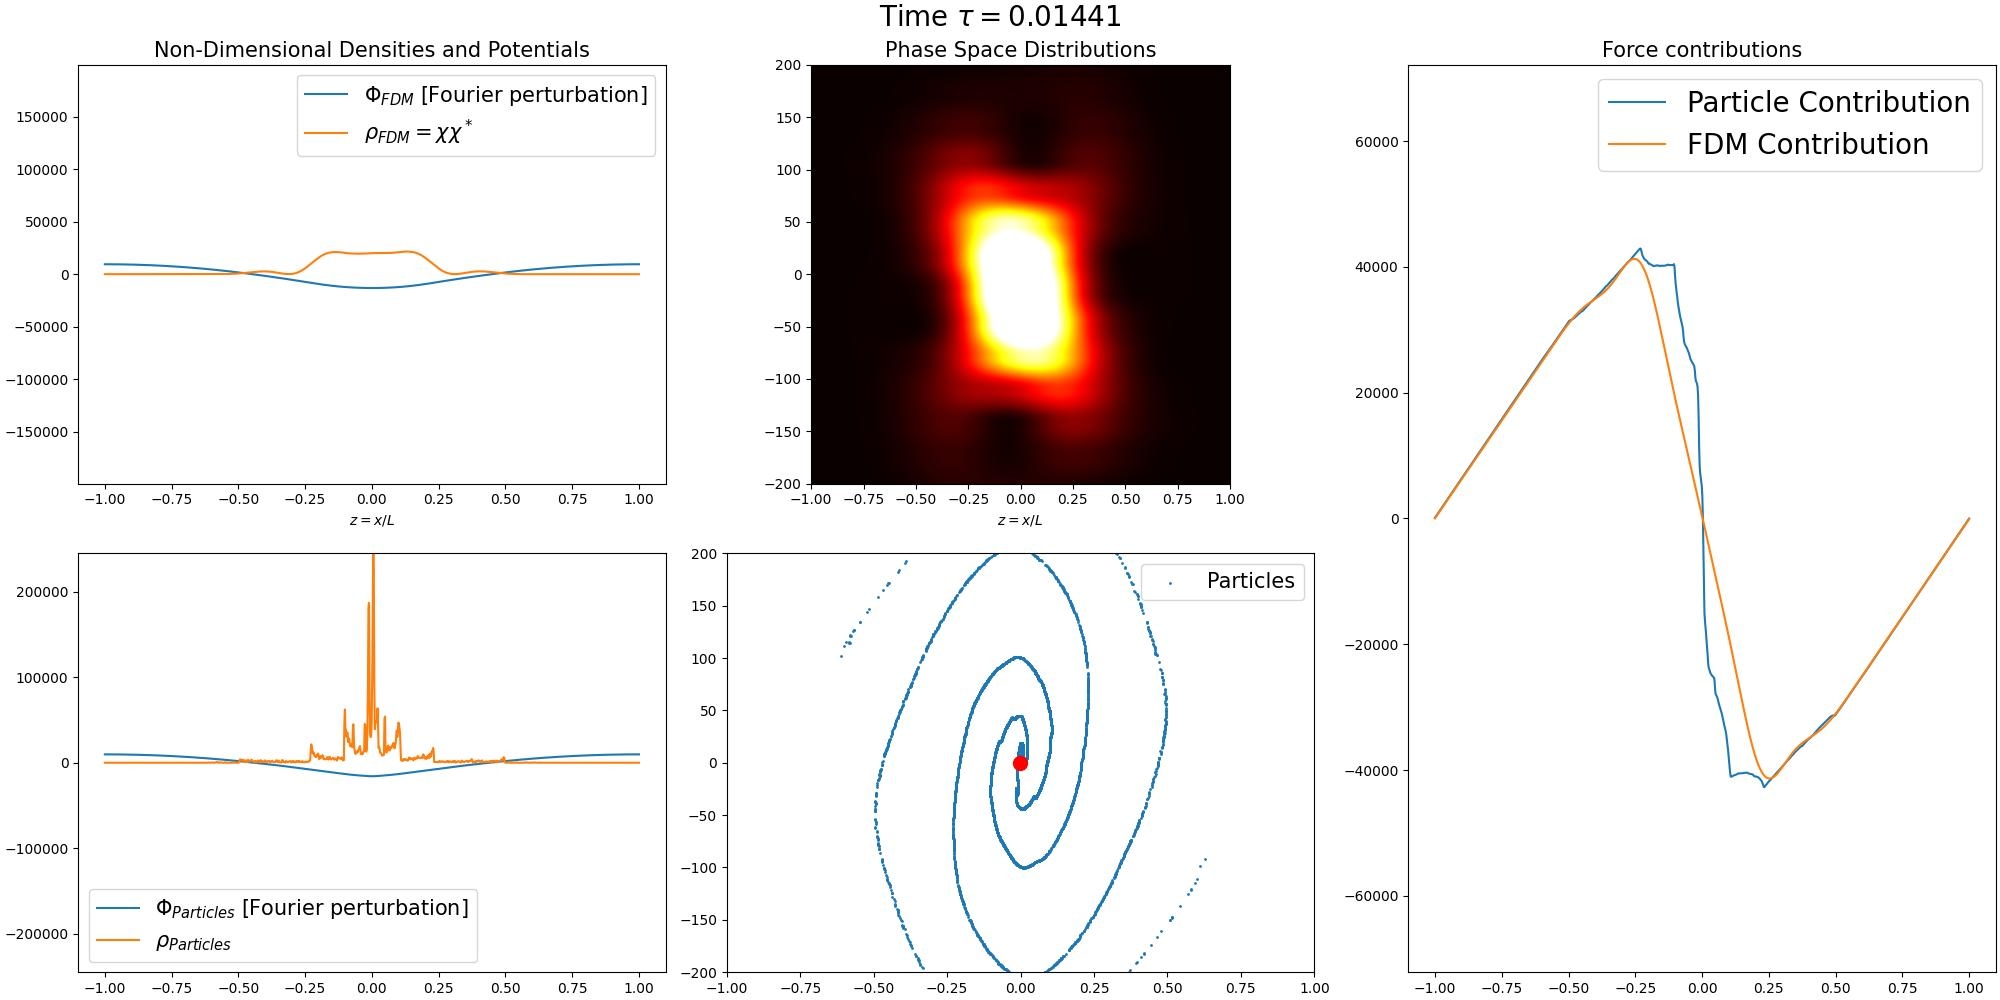 Time τ = 0.01441
Non-Dimensional Densities and Potentials
Φ_FDM [Fourier perturbation]
ρ_FDM = χχ*
150000
100000
50000
0
−50000
−100000
−150000
−1.00 −0.75 −0.50 −0.25 0.00 0.25 0.50 0.75 1.00
z = x/L
Phase Space Distributions
200
150
100
50
0
−50
−100
−150
−200
−1.00 −0.75 −0.50 −0.25 0.00 0.25 0.50 0.75 1.00
z = x/L
Force contributions
Particle Contribution
FDM Contribution
60000
40000
20000
0
−20000
−40000
−60000
−1.00 −0.75 −0.50 −0.25 0.00 0.25 0.50 0.75 1.00
200000
100000
0
−100000
−200000
Φ_Particles [Fourier perturbation]
ρ_Particles
−1.00 −0.75 −0.50 −0.25 0.00 0.25 0.50 0.75 1.00
Particles
200
150
100
50
0
−50
−100
−150
−200
−1.00 −0.75 −0.50 −0.25 0.00 0.25 0.50 0.75 1.00